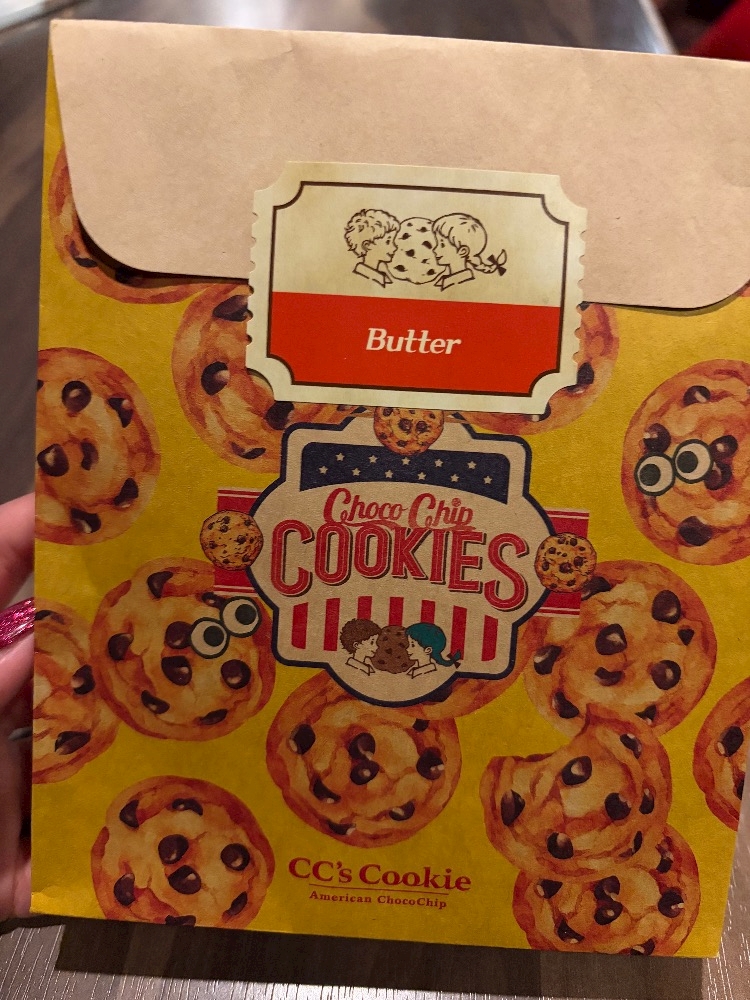 Butter
Choco Chip
COOKIES
CC's Cookie
American ChocoChip